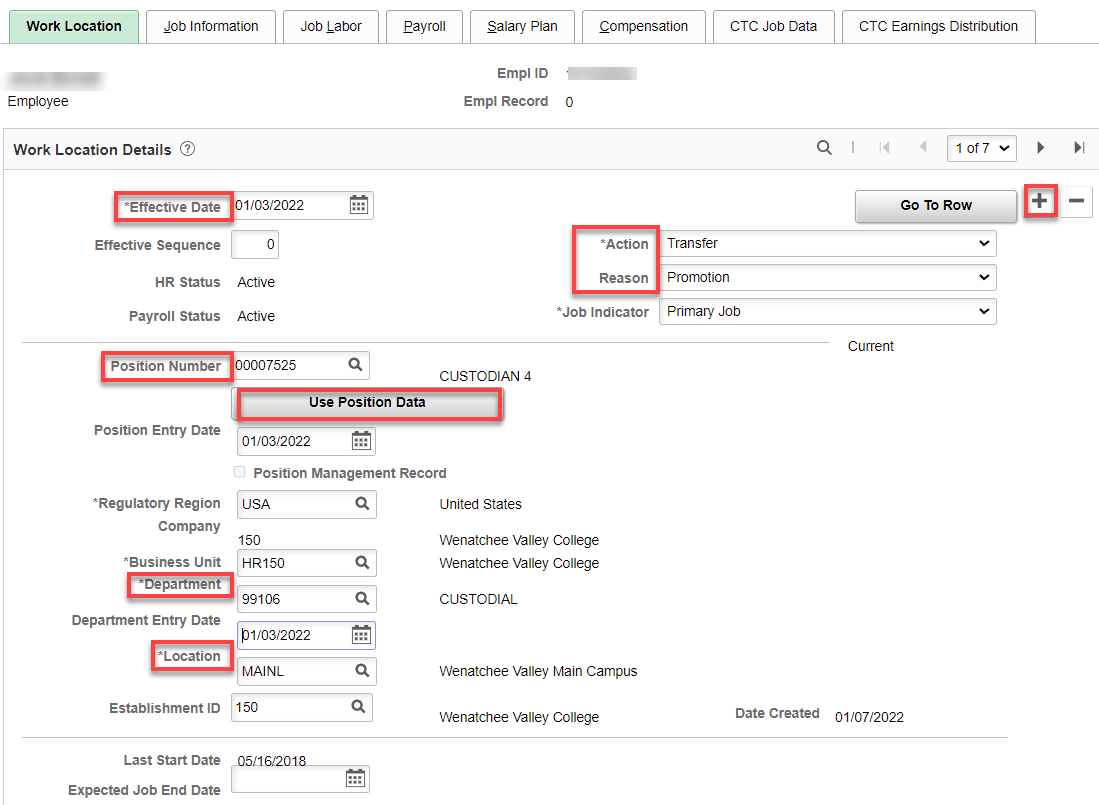 Work Location Job Information Job Labor Payroll Salary Plan Compensation CTC Job Data CTC Earnings Distribution
Empl ID
Employee
Empl Record 0
Work Location Details ? | 1 of 7
*Effective Date 01/03/2022 Go To Row + −
Effective Sequence 0 *Action Transfer
HR Status Active Reason Promotion
Payroll Status Active *Job Indicator Primary Job
Current
Position Number 00007525
CUSTODIAN 4
Use Position Data
Position Entry Date 01/03/2022
Position Management Record
*Regulatory Region USA United States
Company 150 Wenatchee Valley College
*Business Unit HR150 Wenatchee Valley College
*Department 99106 CUSTODIAL
Department Entry Date 01/03/2022
*Location MAINL Wenatchee Valley Main Campus
Establishment ID 150 Wenatchee Valley College Date Created 01/07/2022
Last Start Date 05/16/2018
Expected Job End Date